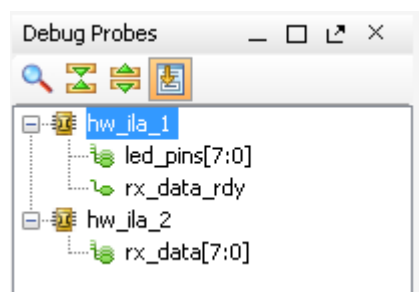 Debug Probes
hw_ila_1
led_pins[7:0]
rx_data_rdy
hw_ila_2
rx_data[7:0]